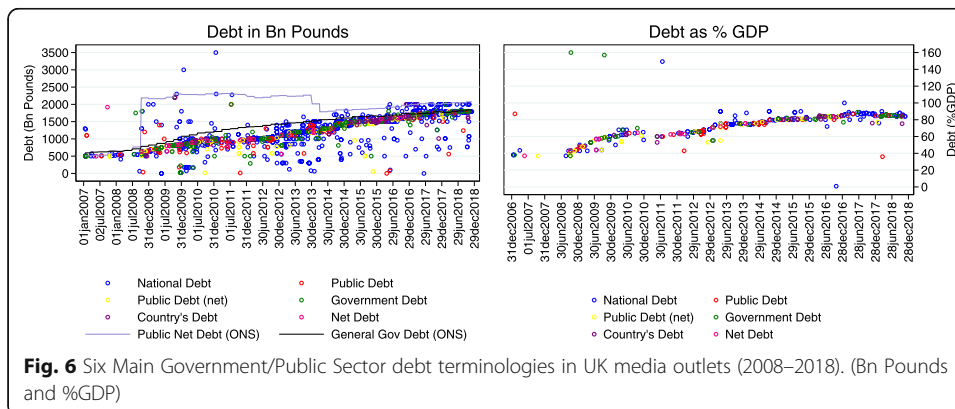 Debt in Bn Pounds
Debt (Bn Pounds)
3500
3000
2500
2000
1500
1000
500
0
01jan2007
02jul2007
01jan2008
01jul2008
31dec2008
01jul2009
31dec2009
01jul2010
31dec2010
01jul2011
31dec2011
30jun2012
30dec2012
30jun2013
30dec2013
30jun2014
30dec2014
30jun2015
30dec2015
29jun2016
29dec2016
29jun2017
29dec2017
29jun2018
29dec2018
National Debt
Public Debt
Public Debt (net)
Government Debt
Country's Debt
Net Debt
Public Net Debt (ONS)
General Gov Debt (ONS)
Debt as % GDP
160
140
120
100
80
60
40
20
0
Debt (%GDP)
31dec2006
01jul2007
31dec2007
30jun2008
30dec2008
30jun2009
30dec2009
30jun2010
30dec2010
30jun2011
30dec2011
29jun2012
29dec2012
29jun2013
29dec2013
29jun2014
29dec2014
29jun2015
29dec2015
28jun2016
28dec2016
28jun2017
28dec2017
28jun2018
28dec2018
National Debt
Public Debt
Public Debt (net)
Government Debt
Country's Debt
Net Debt
Fig. 6 Six Main Government/Public Sector debt terminologies in UK media outlets (2008–2018). (Bn Pounds
and %GDP)